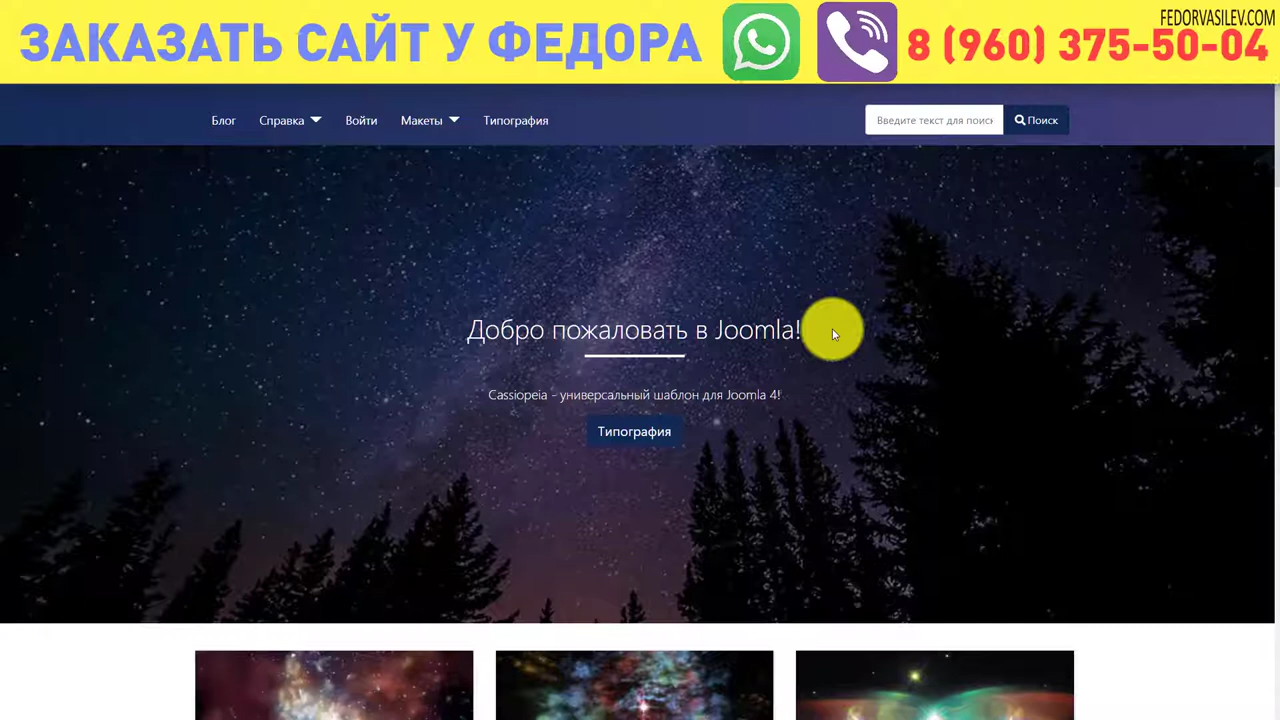 FEDORVASILEV.COM
ЗАКАЗАТЬ САЙТ У ФЕДОРА 8 (960) 375-50-04
Блог Справка Войти Макеты Типография Введите текст для поиск Поиск
Добро пожаловать в Joomla!
Cassiopeia - универсальный шаблон для Joomla 4!
Типография